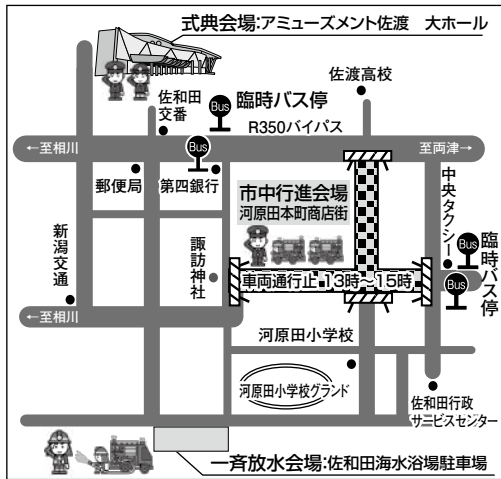 式典会場:アミューズメント佐渡　大ホール
佐渡高校
佐和田
交番
Bus
臨時バス停
R350バイパス
←至相川
Bus
至両津→
郵便局
第四銀行
市中行進会場
河原田本町商店街
中央タクシー
Bus
臨時バス停
Bus
新潟交通
諏訪神社
車両通行止 13時〜15時
←至相川
河原田小学校
河原田小学校グランド
佐和田行政
サービスセンター
一斉放水会場:佐和田海水浴場駐車場